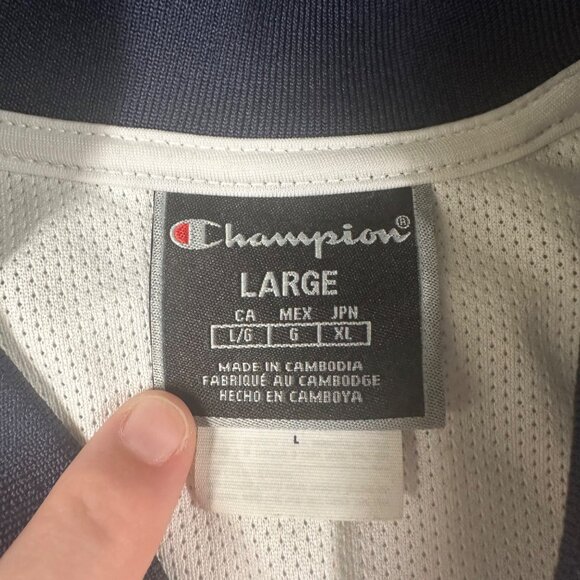 Champion®
LARGE
CA MEX JPN
L/G G XL
MADE IN CAMBODIA
FABRIQUÉ AU CAMBODGE
HECHO EN CAMBOYA
L